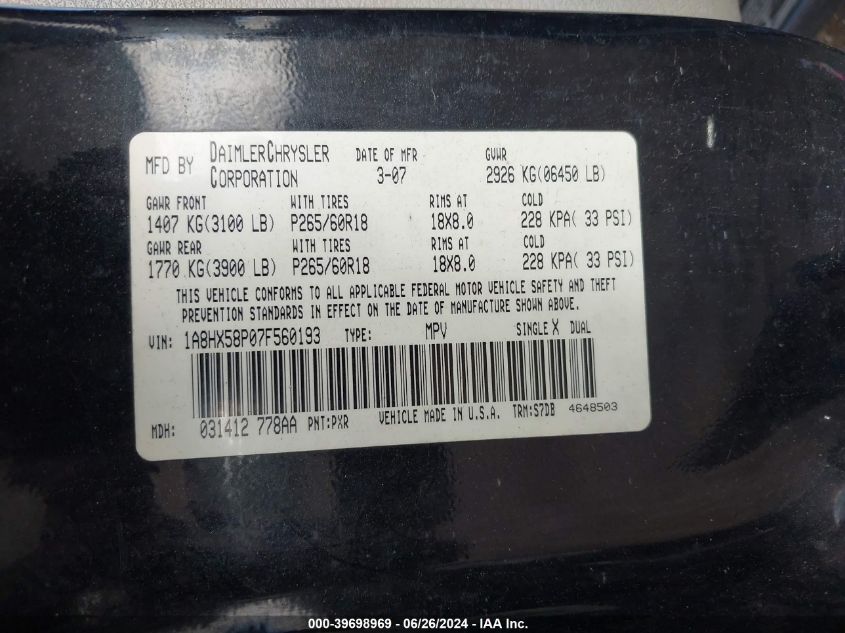 MFD BY DAIMLERCHRYSLER CORPORATION DATE OF MFR 3-07 GVWR 2926 KG(06450 LB)
GAWR FRONT WITH TIRES RIMS AT COLD
1407 KG(3100 LB) P265/60R18 18X8.0 228 KPA( 33 PSI)
GAWR REAR WITH TIRES RIMS AT COLD
1770 KG(3900 LB) P265/60R18 18X8.0 228 KPA( 33 PSI)
THIS VEHICLE CONFORMS TO ALL APPLICABLE FEDERAL MOTOR VEHICLE SAFETY AND THEFT
PREVENTION STANDARDS IN EFFECT ON THE DATE OF MANUFACTURE SHOWN ABOVE.
VIN: 1A8HX58P07F560193 TYPE: MPV SINGLE X DUAL
MDH: 031412 778AA PNT:PXR VEHICLE MADE IN U.S.A. TRM:S7DB 4648503
000-39698969 - 06/26/2024 - IAA Inc.